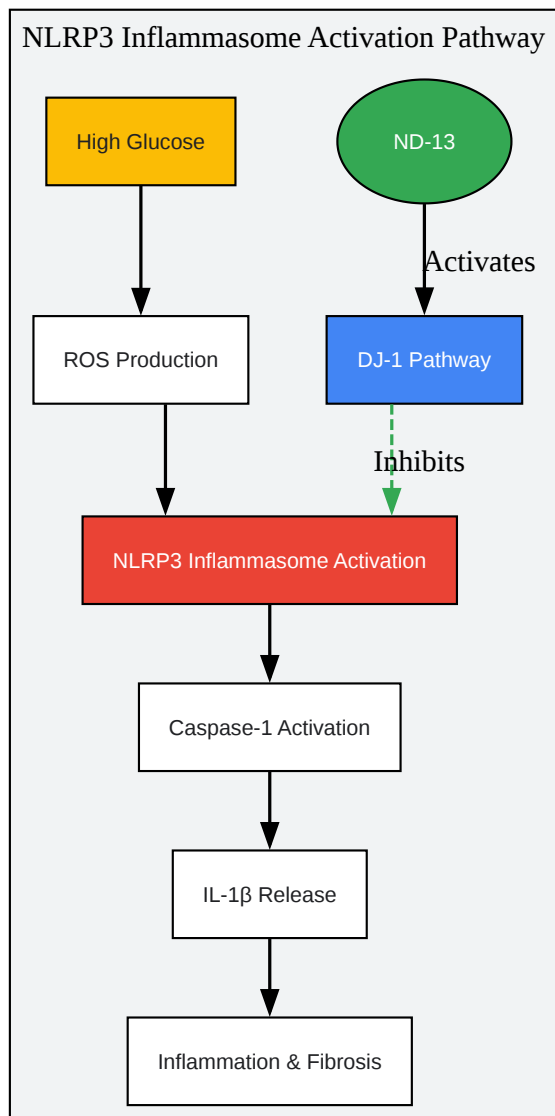 NLRP3 Inflammasome Activation Pathway
High Glucose
ND-13
Activates
ROS Production
DJ-1 Pathway
Inhibits
NLRP3 Inflammasome Activation
Caspase-1 Activation
IL-1β Release
Inflammation & Fibrosis